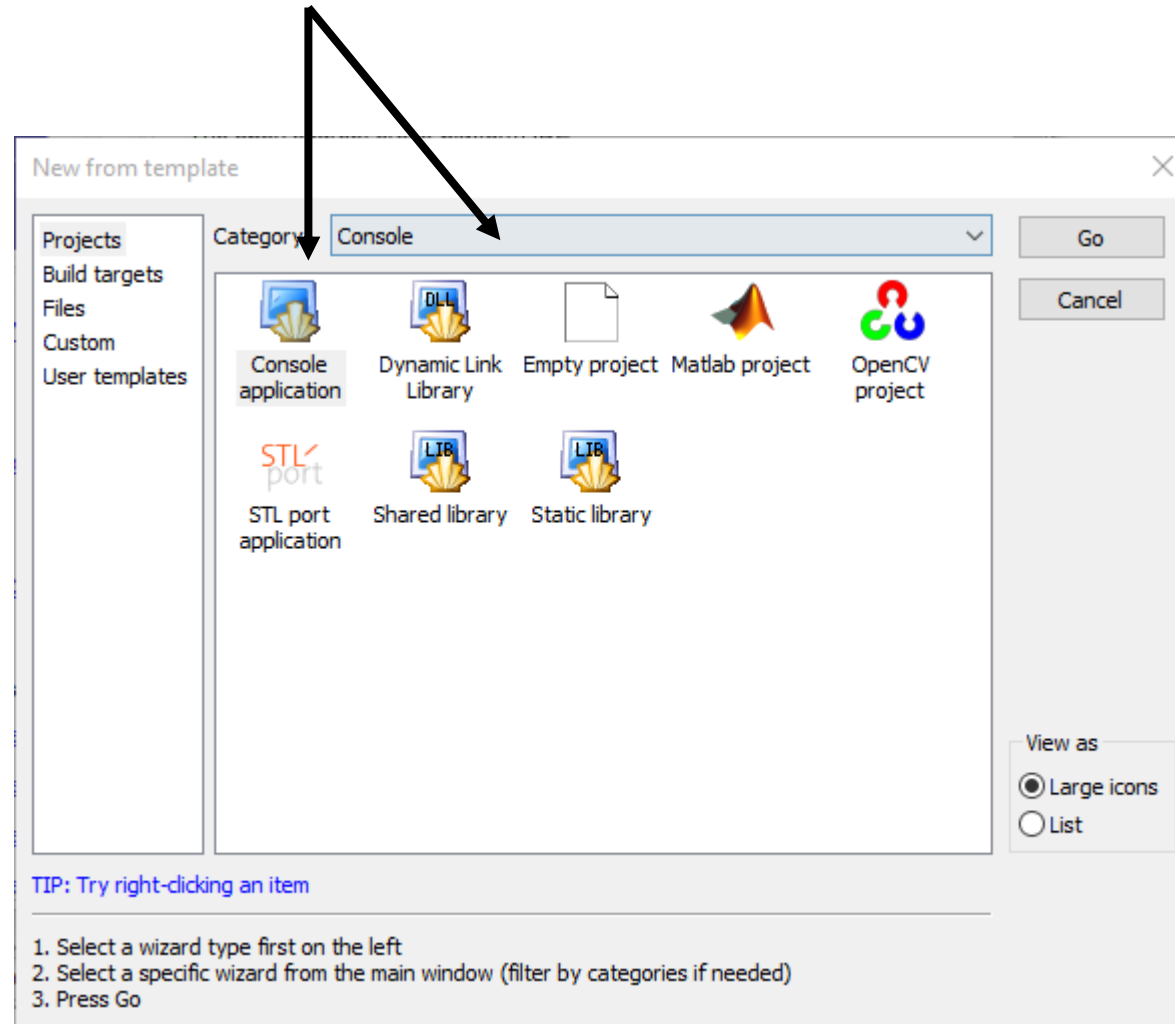 New from template
Projects
Build targets
Files
Custom
User templates
Category
Console
Go
Cancel
Console
application
DLL
Dynamic Link
Library
Empty project
Matlab project
OpenCV
project
STL
port
STL port
application
LIB
Shared library
LIB
Static library
View as
Large icons
List
TIP: Try right-clicking an item
1. Select a wizard type first on the left
2. Select a specific wizard from the main window (filter by categories if needed)
3. Press Go